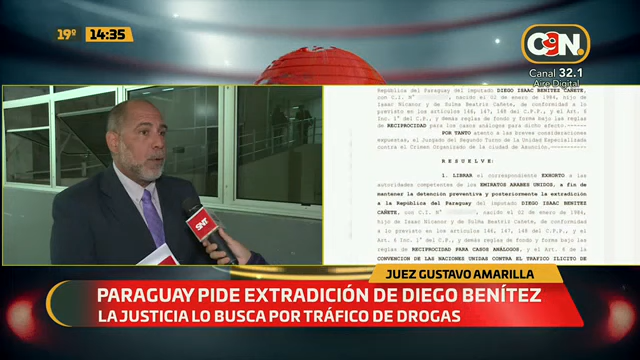 19º
14:35
C9N.
Canal 32.1
Aire Digital
República del Paraguay del imputado DIEGO ISAAC BENITEZ CAÑETE,
con C.I. N° nacido el 02 de enero de 1984, hijo
de Isaac Nicanor y de Sulma Beatriz Cañete, de conformidad a
lo previsto en los artículos 146, 147, 148 del C.P.P., y el Art. 6
Inc. 1° del C.P., y demás reglas de fondo y forma bajo las reglas
de RECIPROCIDAD para los casos análogos para dicho efecto.
POR TANTO atento a las breves consideraciones
expuestas, el Juzgado del Segundo Turno de la Unidad Especializada
contra el Crimen Organizado de la ciudad de Asunción.
RESUELVE:
1. LIBRAR el correspondiente EXHORTO a las
autoridades competentes de los EMIRATOS ARABES UNIDOS, a fin de
mantener la detención preventiva y posteriormente la extradición
a la República del Paraguay del imputado DIEGO ISAAC BENITEZ
CAÑETE, con C.I. N° nacido el 02 de enero de 1984,
hijo de Isaac Nicanor y de Sulma Beatriz Cañete, de conformidad
a lo previsto en los artículos 146, 147, 148 del C.P.P., y el
Art. 6 Inc. 1° del C.P., y demás reglas de fondo y forma bajo las
reglas de RECIPROCIDAD PARA CASOS ANÁLOGOS, y el Art. 6 de la
CONVENCION DE LAS NACIONES UNIDAS CONTRA EL TRAFICO ILICITO DE
SNT
JUEZ GUSTAVO AMARILLA
PARAGUAY PIDE EXTRADICIÓN DE DIEGO BENÍTEZ
LA JUSTICIA LO BUSCA POR TRÁFICO DE DROGAS